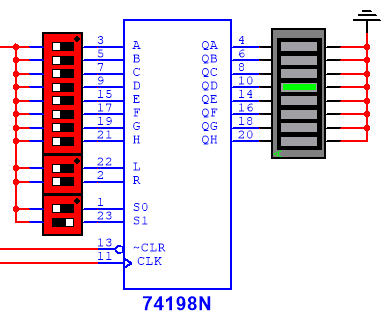 3 A QA 4
5 B QB 6
7 C QC 8
9 D QD 10
15 E QE 14
17 F QF 16
19 G QG 18
21 H QH 20
22 L
2 R
1 S0
23 S1
13 ~CLR
11 CLK
74198N